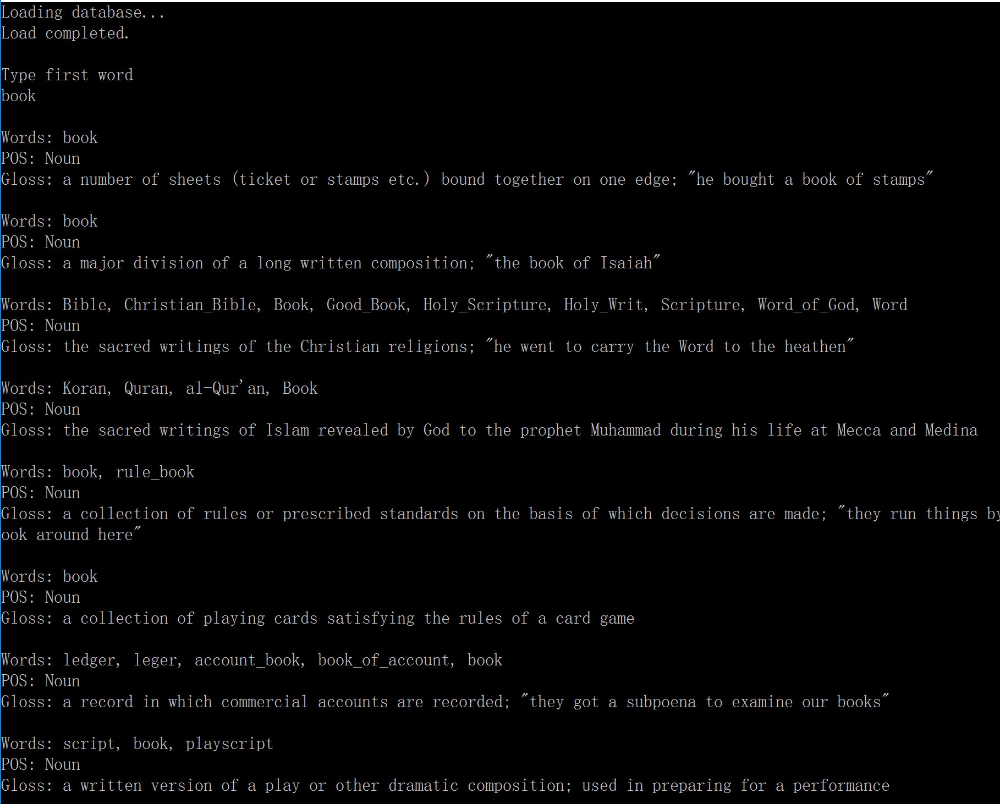 Loading database...
Load completed.
Type first word
book
Words: book
POS: Noun
Gloss: a number of sheets (ticket or stamps etc.) bound together on one edge; "he bought a book of stamps"
Words: book
POS: Noun
Gloss: a major division of a long written composition; "the book of Isaiah"
Words: Bible, Christian_Bible, Book, Good_Book, Holy_Scripture, Holy_Writ, Scripture, Word_of_God, Word
POS: Noun
Gloss: the sacred writings of the Christian religions; "he went to carry the Word to the heathen"
Words: Koran, Quran, al-Qur'an, Book
POS: Noun
Gloss: the sacred writings of Islam revealed by God to the prophet Muhammad during his life at Mecca and Medina
Words: book, rule_book
POS: Noun
Gloss: a collection of rules or prescribed standards on the basis of which decisions are made; "they run things by
ook around here"
Words: book
POS: Noun
Gloss: a collection of playing cards satisfying the rules of a card game
Words: ledger, leger, account_book, book_of_account, book
POS: Noun
Gloss: a record in which commercial accounts are recorded; "they got a subpoena to examine our books"
Words: script, book, playscript
POS: Noun
Gloss: a written version of a play or other dramatic composition; used in preparing for a performance